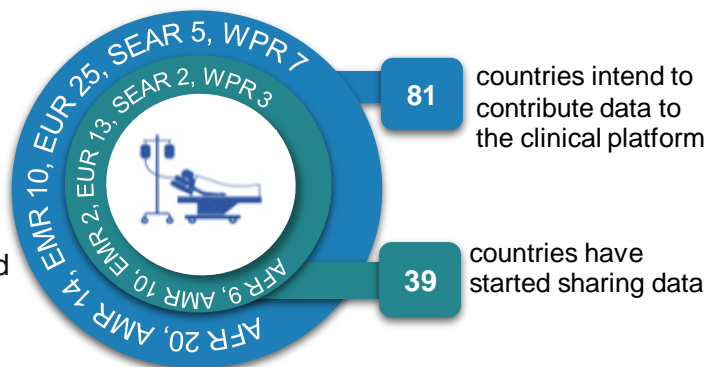 AFR 20, AMR 14, EMR 10, EUR 25, SEAR 5, WPR 7
AFR 9, AMR 10, EMR 2, EUR 13, SEAR 2, WPR 3
81
countries intend to
contribute data to
the clinical platform
39
countries have
started sharing data